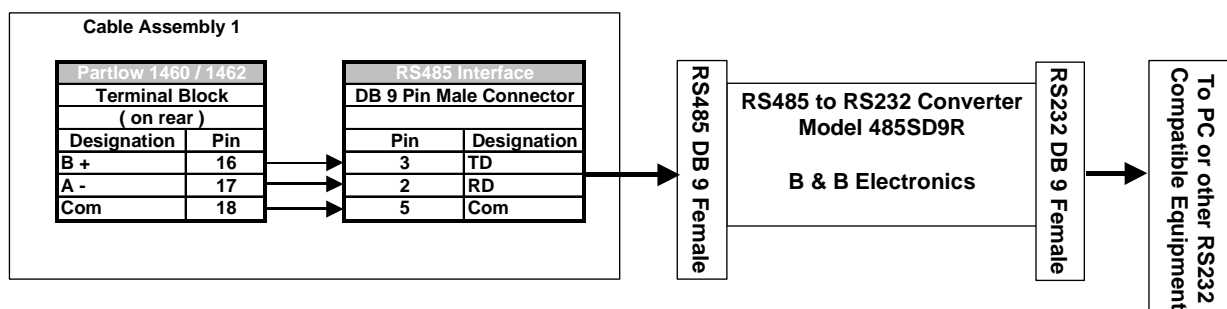 Cable Assembly 1
Partlow 1460 / 1462
Terminal Block
( on rear )
Designation Pin
B + 16
A - 17
Com 18
RS485 Interface
DB 9 Pin Male Connector
Pin Designation
3 TD
2 RD
5 Com
RS485 DB 9 Female
RS485 to RS232 Converter
Model 485SD9R
B & B Electronics
RS232 DB 9 Female
To PC or other RS232
Compatible Equipment